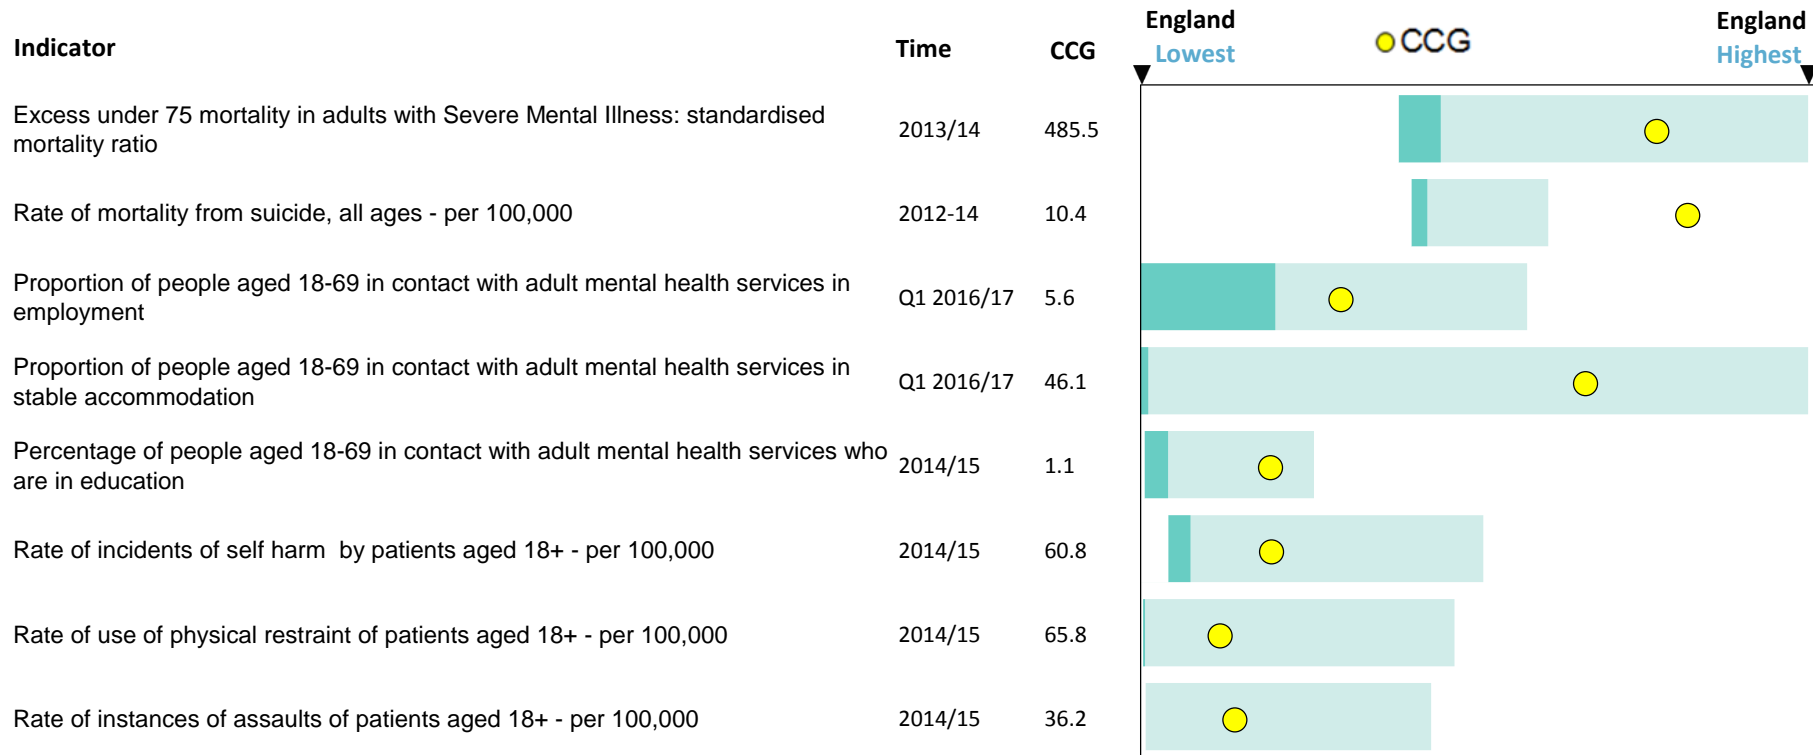 Indicator Time CCG England Lowest CCG England Highest
Excess under 75 mortality in adults with Severe Mental Illness: standardised
mortality ratio
2013/14 485.5
Rate of mortality from suicide, all ages - per 100,000 2012-14 10.4
Proportion of people aged 18-69 in contact with adult mental health services in
employment
Q1 2016/17 5.6
Proportion of people aged 18-69 in contact with adult mental health services in
stable accommodation
Q1 2016/17 46.1
Percentage of people aged 18-69 in contact with adult mental health services who
are in education
2014/15 1.1
Rate of incidents of self harm  by patients aged 18+ - per 100,000 2014/15 60.8
Rate of use of physical restraint of patients aged 18+ - per 100,000 2014/15 65.8
Rate of instances of assaults of patients aged 18+ - per 100,000 2014/15 36.2